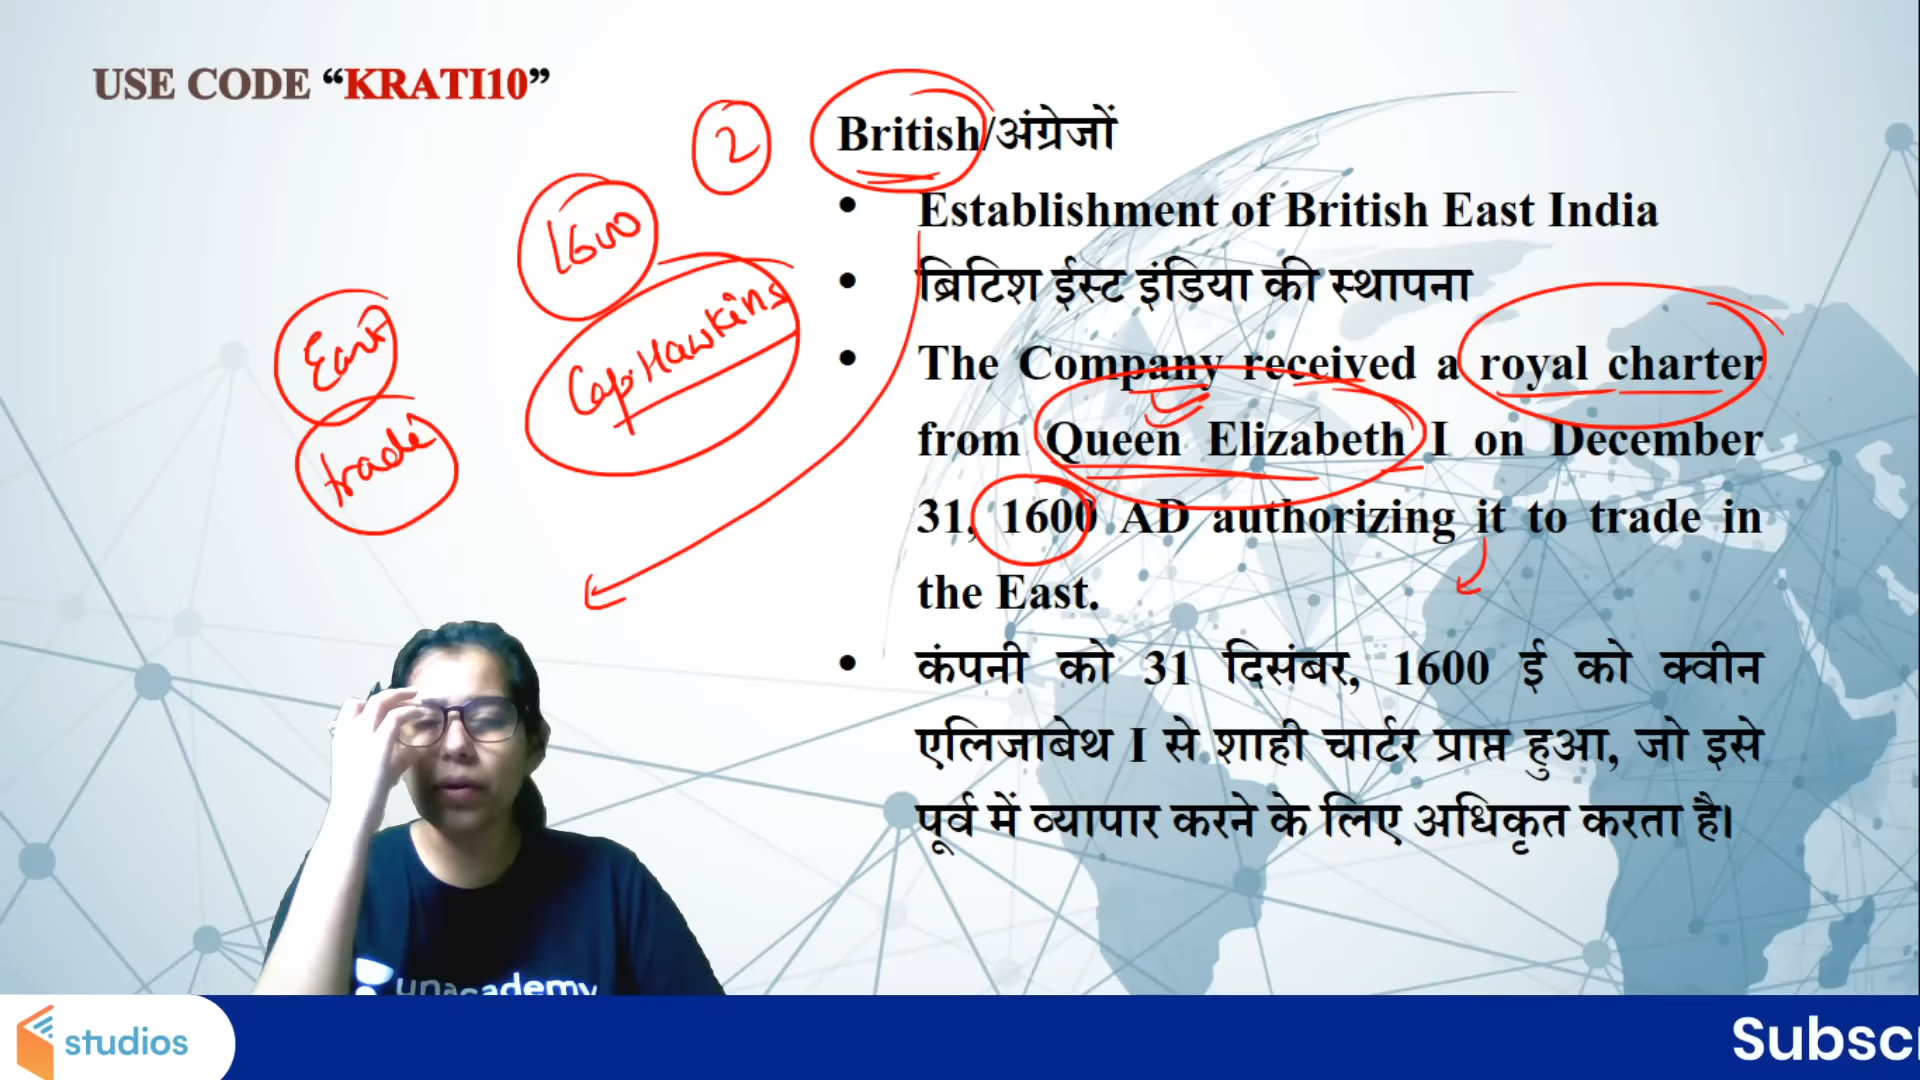 USE CODE “KRATI10”
2
British/अंग्रेजों
1600
Establishment of British East India
ब्रिटिश ईस्ट इंडिया की स्थापना
Cap. Hawkins
East
The Company received a royal charter
from Queen Elizabeth I on December
trade
31, 1600 AD authorizing it to trade in
the East.
कंपनी को 31 दिसंबर, 1600 ई को क्वीन
एलिजाबेथ I से शाही चार्टर प्राप्त हुआ, जो इसे
पूर्व में व्यापार करने के लिए अधिकृत करता है।
unacademy
studios
Subscr